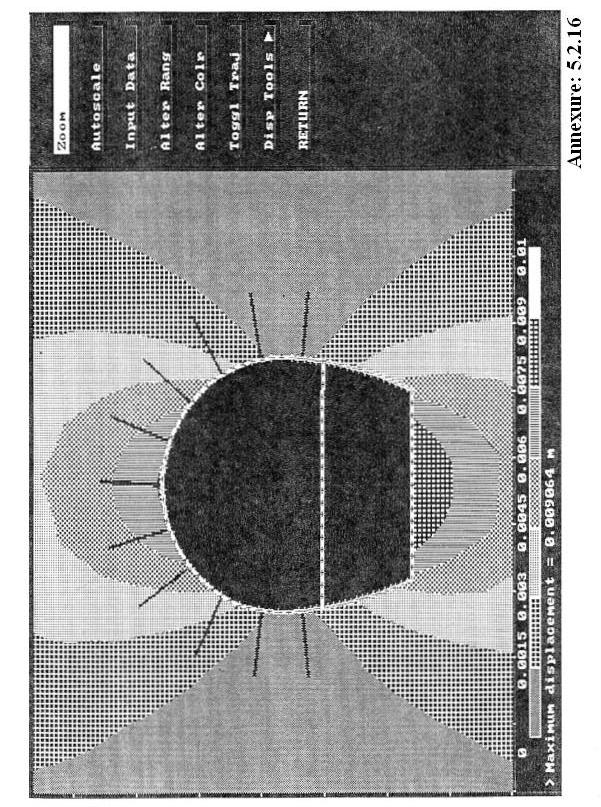 Zoom
Autoscale
Input Data
Alter Rang
Alter Colr
Toggl Traj
Disp Tools ▶
RETURN
0 0.0015 0.003 0.0045 0.006 0.0075 0.009 0.01
> Maximum displacement = 0.009064 m
Annexure: 5.2.16